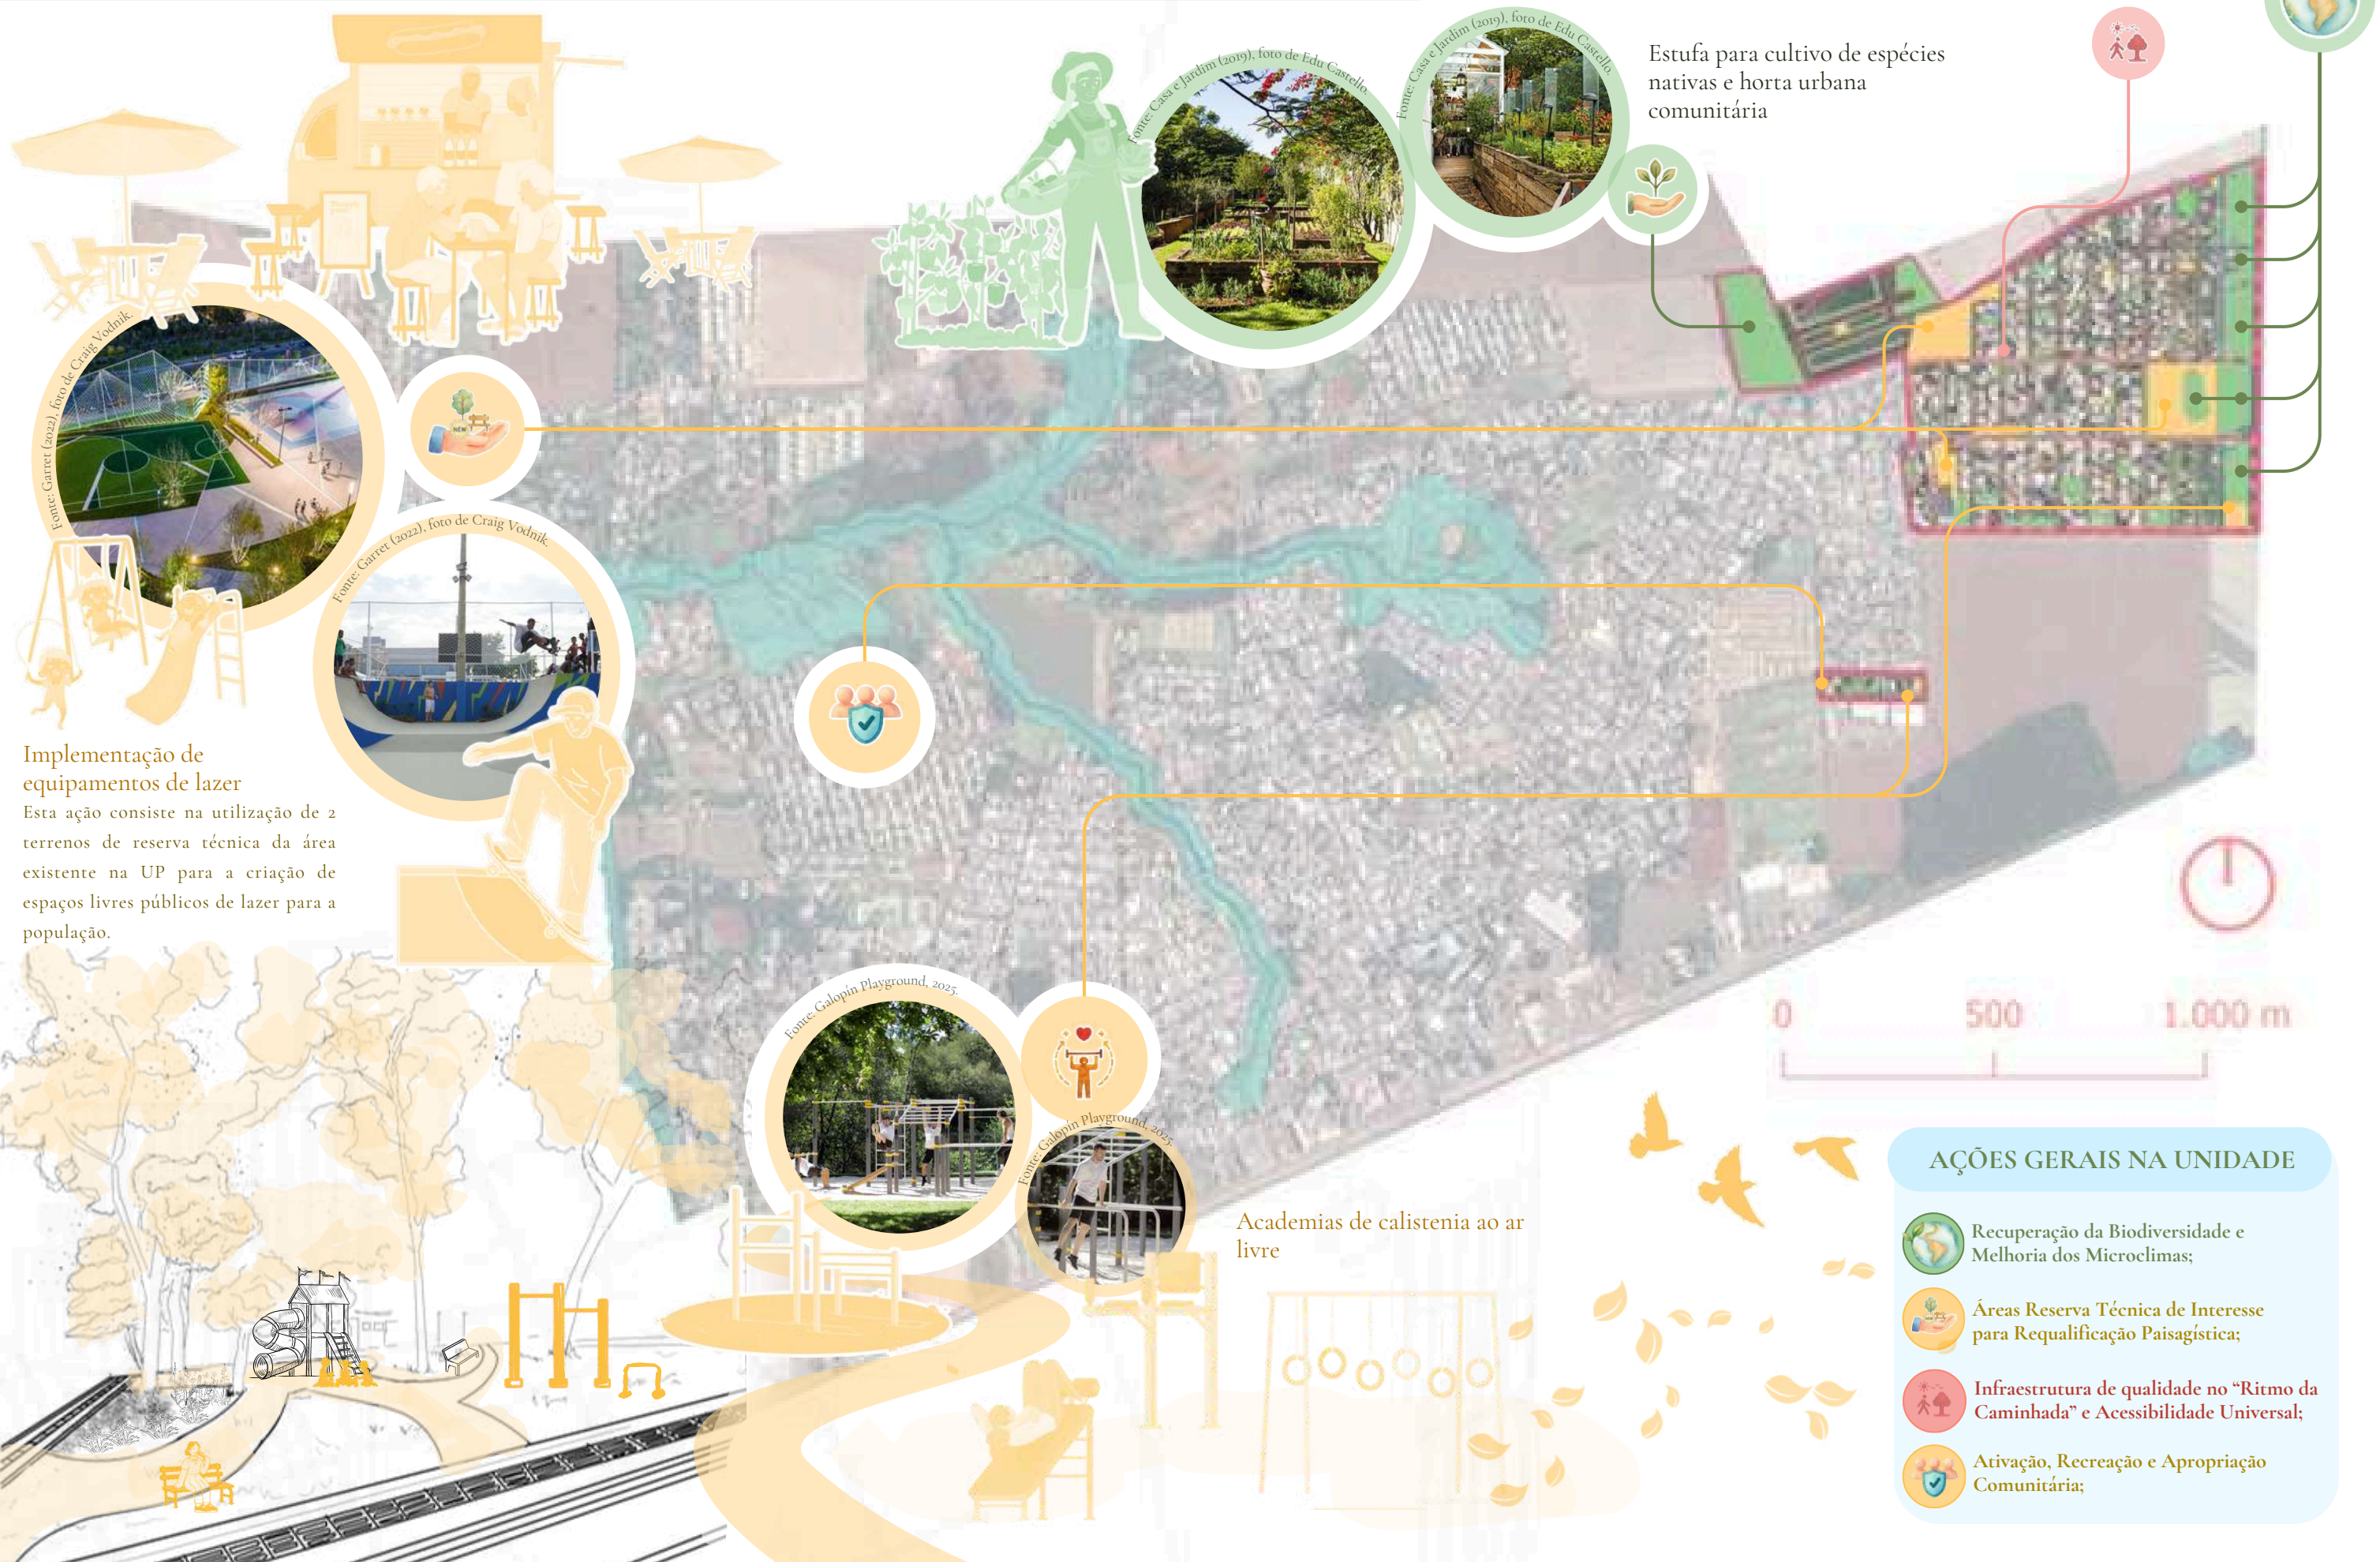 Fonte: Casa e Jardim (2019), foto de Edu Castello.
Fonte: Casa e Jardim (2019), foto de Edu Castello.
Estufa para cultivo de espécies
nativas e horta urbana
comunitária
Fonte: Garret (2022), foto de Craig Vodnik.
NEW
Fonte: Garret (2022), foto de Craig Vodnik.
Implementação de
equipamentos de lazer
Esta ação consiste na utilização de 2
terrenos de reserva técnica da área
existente na UP para a criação de
espaços livres públicos de lazer para a
população.
Fonte: Galopín Playground, 2025.
Fonte: Galopín Playground, 2025.
Academias de calistenia ao ar
livre
0 500 1.000 m
AÇÕES GERAIS NA UNIDADE
Recuperação da Biodiversidade e
Melhoria dos Microclimas;
Áreas Reserva Técnica de Interesse
para Requalificação Paisagística;
Infraestrutura de qualidade no “Ritmo da
Caminhada” e Acessibilidade Universal;
Ativação, Recreação e Apropriação
Comunitária;